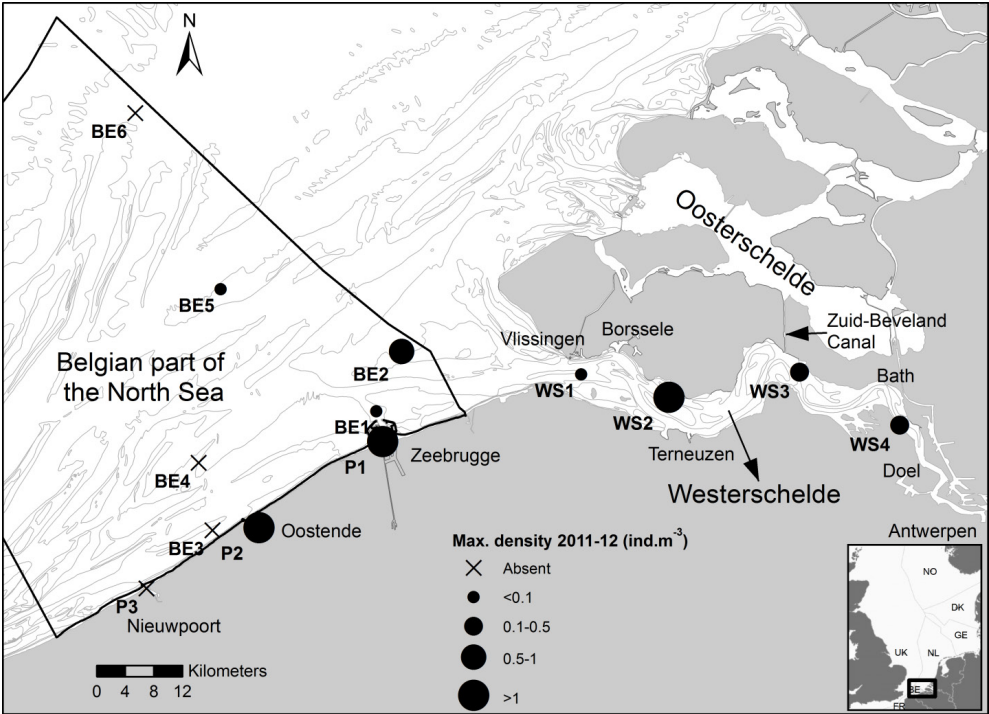 N
BE6
Oosterschelde
BE5
Zuid-Beveland
Canal
Vlissingen
Borssele
Belgian part of
the North Sea
BE2
WS1
WS3
Bath
BE1
WS2
WS4
P1
Zeebrugge
Terneuzen
Doel
BE4
Westerschelde
Oostende
BE3
P2
Antwerpen
Max. density 2011-12 (ind.m-3)
Absent
<0.1
0.1-0.5
0.5-1
>1
P3
Nieuwpoort
Kilometers
0 4 8 12
NO
DK
GE
UK
NL
BE
FR